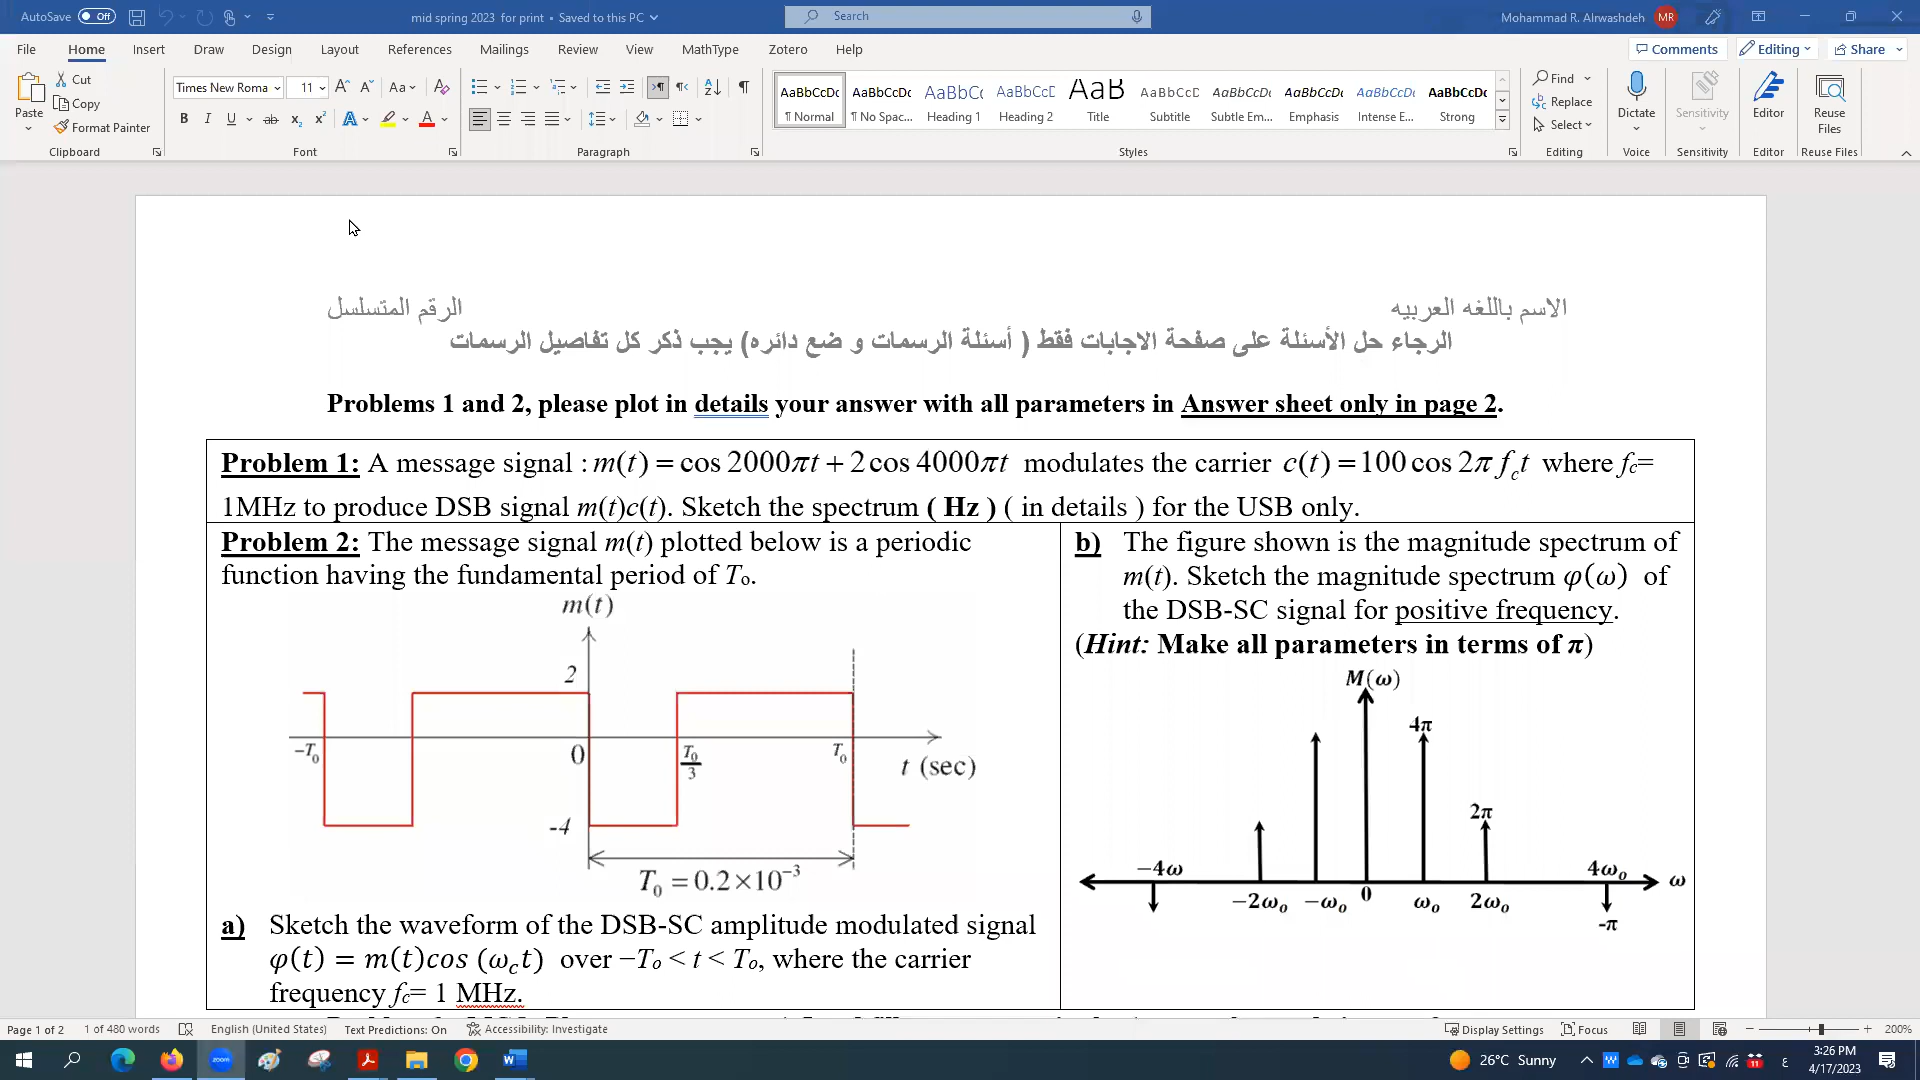 AutoSave Off
mid spring 2023 for print • Saved to this PC
Search
Mohammad R. Alrwashdeh MR
File Home Insert Draw Design Layout References Mailings Review View MathType Zotero Help
Comments Editing Share
Paste
Cut
Copy
Format Painter
Clipboard
Times New Roma 11
Font
Paragraph
AaBbCcDc ¶ Normal
AaBbCcDc ¶ No Spac...
AaBbC Heading 1
AaBbCcD Heading 2
AaB Title
AaBbCcD Subtitle
AaBbCcDc Subtle Em...
AaBbCcDc Emphasis
AaBbCcDc Intense E...
AaBbCcDc Strong
Styles
Find
Replace
Select
Editing
Dictate
Voice
Sensitivity
Sensitivity
Editor
Editor
Reuse Files
Reuse Files
الاسم باللغه العربيه الرقم المتسلسل
الرجاء حل الأسئلة على صفحة الاجابات فقط ( أسئلة الرسمات و ضع دائره) يجب ذكر كل تفاصيل الرسمات
Problems 1 and 2, please plot in details your answer with all parameters in Answer sheet only in page 2.
Problem 1: A message signal : m(t) = cos 2000πt + 2 cos 4000πt modulates the carrier c(t) = 100 cos 2π f_c t where fc=
1MHz to produce DSB signal m(t)c(t). Sketch the spectrum ( Hz ) ( in details ) for the USB only.
Problem 2: The message signal m(t) plotted below is a periodic
function having the fundamental period of To.
m(t)
2
-T₀ 0 T₀/3 T₀ t (sec)
-4
T₀ = 0.2×10⁻³
a) Sketch the waveform of the DSB-SC amplitude modulated signal
φ(t) = m(t)cos (ω_c t) over −To < t < To, where the carrier
frequency fc= 1 MHz.
b) The figure shown is the magnitude spectrum of
m(t). Sketch the magnitude spectrum φ(ω) of
the DSB-SC signal for positive frequency.
(Hint: Make all parameters in terms of π)
M(ω)
4π
2π
−4ω 4ω₀
−2ω₀ −ω₀ 0 ω₀ 2ω₀ ω
-π
Page 1 of 2 1 of 480 words English (United States) Text Predictions: On Accessibility: Investigate Display Settings Focus 200%
zoom
26°C Sunny
ع
3:26 PM
4/17/2023
11